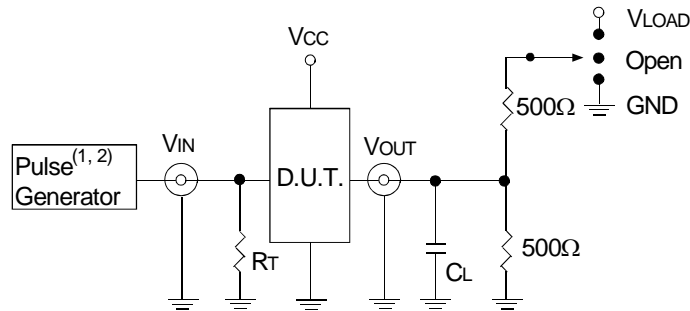 VLOAD
Open
GND
VCC
500Ω
VIN
VOUT
Pulse(1, 2)
Generator
D.U.T.
RT
CL
500Ω